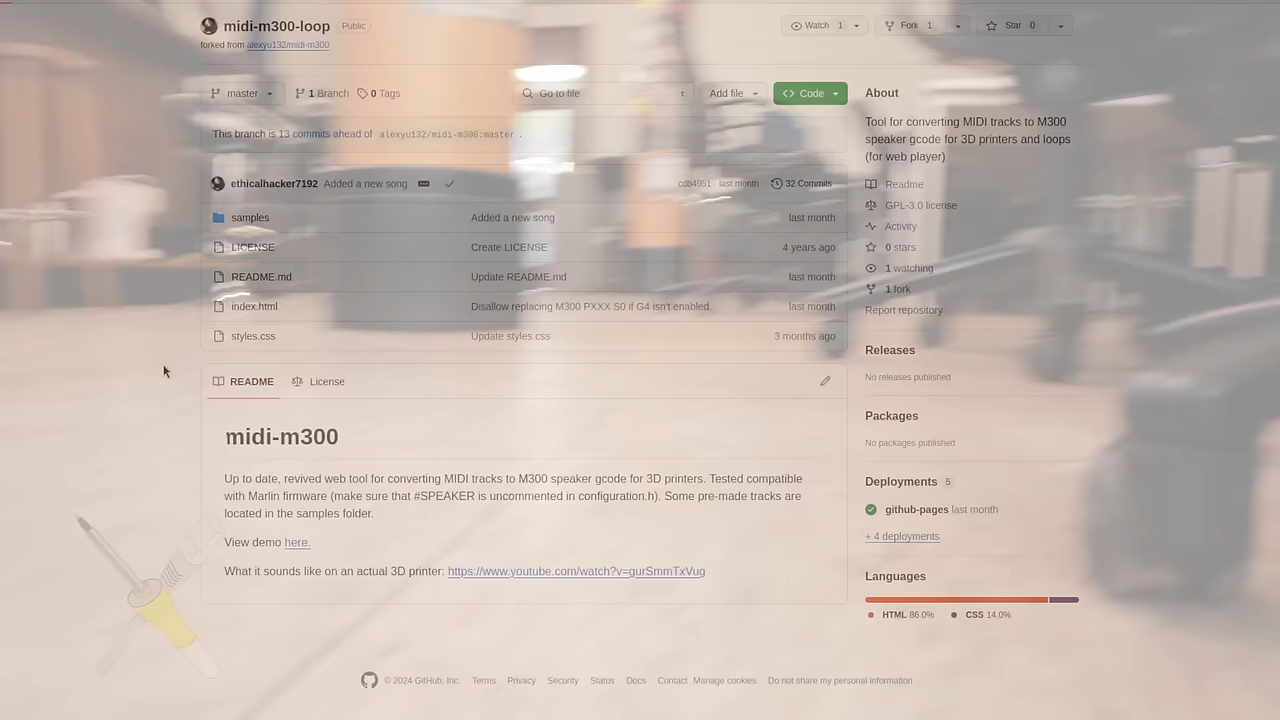 midi-m300-loop Public
Watch 1 Fork 1 Star 0
forked from alexyu132/midi-m300
master 1 Branch 0 Tags Go to file t Add file Code
This branch is 13 commits ahead of alexyu132/midi-m300:master .
ethicalhacker7192 Added a new song cdb4951 · last month 32 Commits
samples Added a new song last month
LICENSE Create LICENSE 4 years ago
README.md Update README.md last month
index.html Disallow replacing M300 PXXX S0 if G4 isn't enabled. last month
styles.css Update styles.css 3 months ago
README License
midi-m300
Up to date, revived web tool for converting MIDI tracks to M300 speaker gcode for 3D printers. Tested compatible
with Marlin firmware (make sure that #SPEAKER is uncommented in configuration.h). Some pre-made tracks are
located in the samples folder.
View demo here.
What it sounds like on an actual 3D printer: https://www.youtube.com/watch?v=gurSmmTxVug
About
Tool for converting MIDI tracks to M300
speaker gcode for 3D printers and loops
(for web player)
Readme
GPL-3.0 license
Activity
0 stars
1 watching
1 fork
Report repository
Releases
No releases published
Packages
No packages published
Deployments 5
github-pages last month
+ 4 deployments
Languages
HTML 86.0% CSS 14.0%
© 2024 GitHub, Inc. Terms Privacy Security Status Docs Contact Manage cookies Do not share my personal information